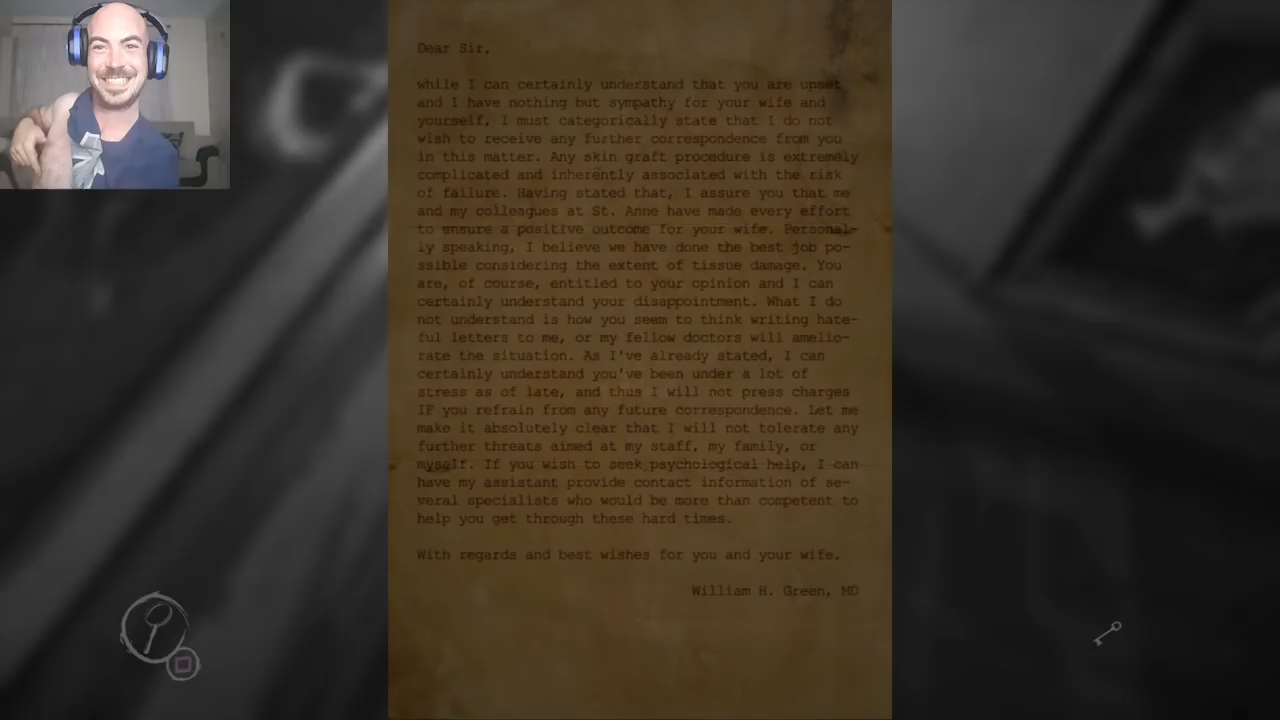 Dear Sir,
while I can certainly understand that you are upset
and I have nothing but sympathy for your wife and
yourself, I must categorically state that I do not
wish to receive any further correspondence from you
in this matter. Any skin graft procedure is extremely
complicated and inherently associated with the risk
of failure. Having stated that, I assure you that me
and my colleagues at St. Anne have made every effort
to ensure a positive outcome for your wife. Personal-
ly speaking, I believe we have done the best job po-
ssible considering the extent of tissue damage. You
are, of course, entitled to your opinion and I can
certainly understand your disappointment. What I do
not understand is how you seem to think writing hate-
ful letters to me, or my fellow doctors will amelio-
rate the situation. As I've already stated, I can
certainly understand you've been under a lot of
stress as of late, and thus I will not press charges
IF you refrain from any future correspondence. Let me
make it absolutely clear that I will not tolerate any
further threats aimed at my staff, my family, or
myself. If you wish to seek psychological help, I can
have my assistant provide contact information of se-
veral specialists who would be more than competent to
help you get through these hard times.
With regards and best wishes for you and your wife,
William H. Green, MD